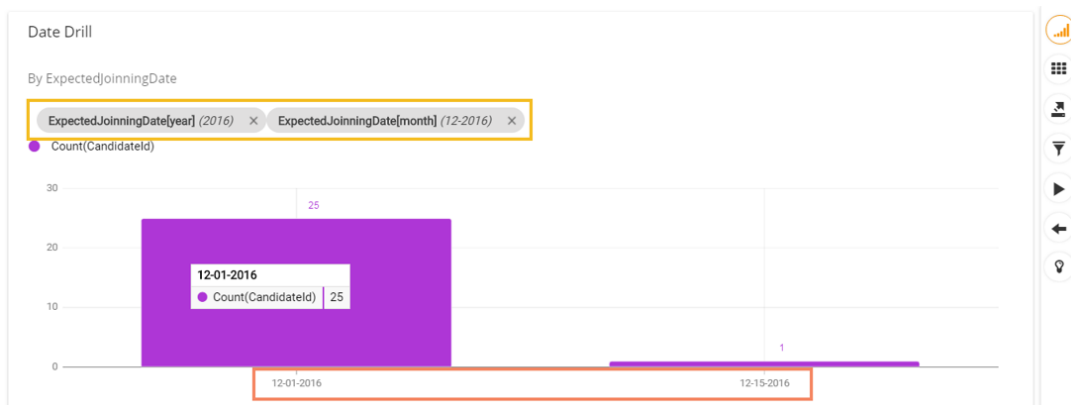 Date Drill
By ExpectedJoinningDate
ExpectedJoinningDate[year] (2016) × ExpectedJoinningDate[month] (12-2016) ×
Count(CandidateId)
30
25
20
12-01-2016
Count(CandidateId) 25
10
1
0
12-01-2016 12-15-2016